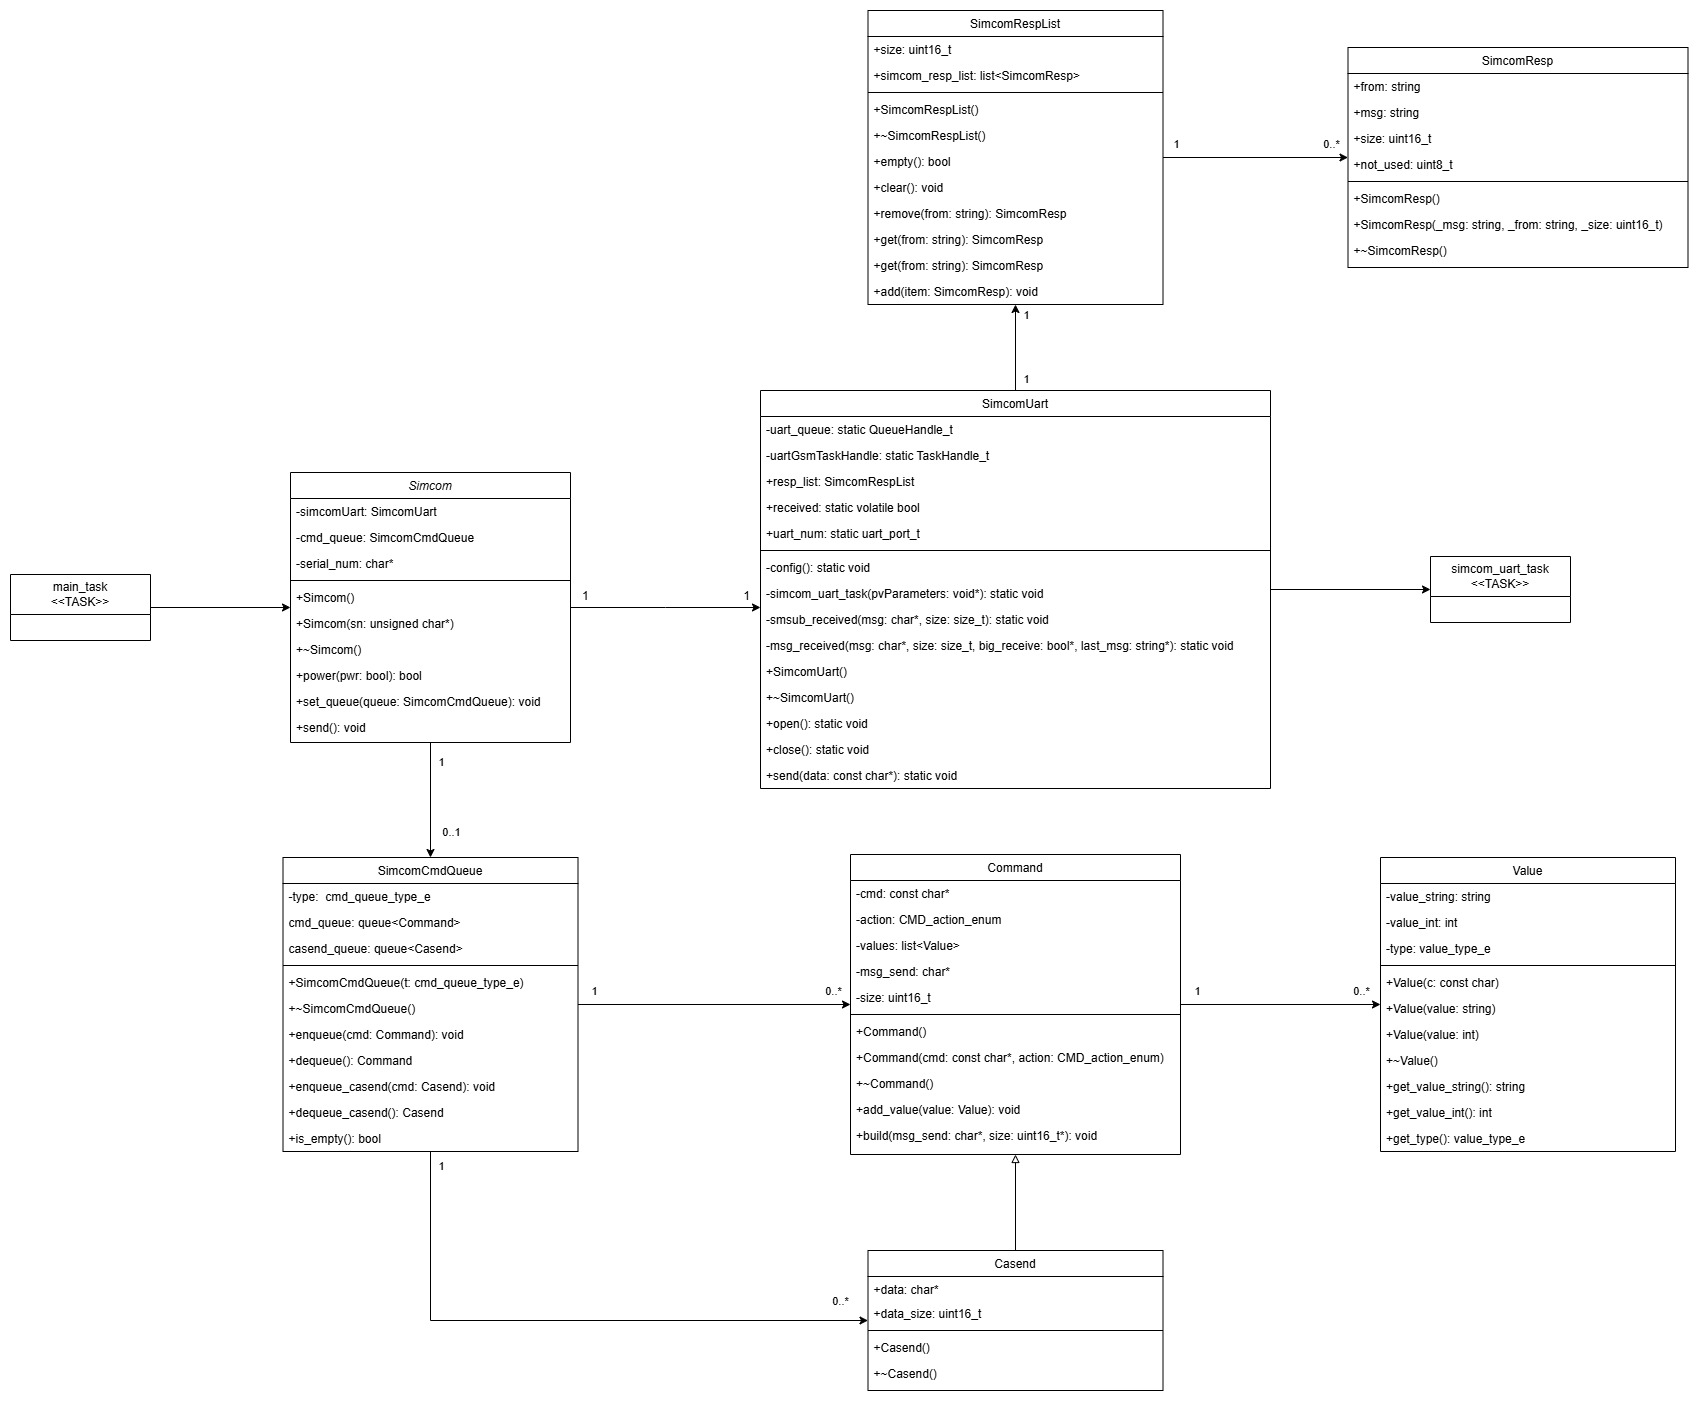 SimcomRespList
+size: uint16_t
+simcom_resp_list: list<SimcomResp>
+SimcomRespList()
+~SimcomRespList()
+empty(): bool
+clear(): void
+remove(from: string): SimcomResp
+get(from: string): SimcomResp
+get(from: string): SimcomResp
+add(item: SimcomResp): void
1
0..*
SimcomResp
+from: string
+msg: string
+size: uint16_t
+not_used: uint8_t
+SimcomResp()
+SimcomResp(_msg: string, _from: string, _size: uint16_t)
+~SimcomResp()
1
1
SimcomUart
-uart_queue: static QueueHandle_t
-uartGsmTaskHandle: static TaskHandle_t
+resp_list: SimcomRespList
+received: static volatile bool
+uart_num: static uart_port_t
-config(): static void
-simcom_uart_task(pvParameters: void*): static void
-smsub_received(msg: char*, size: size_t): static void
-msg_received(msg: char*, size: size_t, big_receive: bool*, last_msg: string*): static void
+SimcomUart()
+~SimcomUart()
+open(): static void
+close(): static void
+send(data: const char*): static void
simcom_uart_task
<<TASK>>
main_task
<<TASK>>
Simcom
-simcomUart: SimcomUart
-cmd_queue: SimcomCmdQueue
-serial_num: char*
+Simcom()
+Simcom(sn: unsigned char*)
+~Simcom()
+power(pwr: bool): bool
+set_queue(queue: SimcomCmdQueue): void
+send(): void
1
1
1
0..1
SimcomCmdQueue
-type:  cmd_queue_type_e
cmd_queue: queue<Command>
casend_queue: queue<Casend>
+SimcomCmdQueue(t: cmd_queue_type_e)
+~SimcomCmdQueue()
+enqueue(cmd: Command): void
+dequeue(): Command
+enqueue_casend(cmd: Casend): void
+dequeue_casend(): Casend
+is_empty(): bool
1
0..*
Command
-cmd: const char*
-action: CMD_action_enum
-values: list<Value>
-msg_send: char*
-size: uint16_t
+Command()
+Command(cmd: const char*, action: CMD_action_enum)
+~Command()
+add_value(value: Value): void
+build(msg_send: char*, size: uint16_t*): void
1
0..*
Value
-value_string: string
-value_int: int
-type: value_type_e
+Value(c: const char)
+Value(value: string)
+Value(value: int)
+~Value()
+get_value_string(): string
+get_value_int(): int
+get_type(): value_type_e
1
0..*
Casend
+data: char*
+data_size: uint16_t
+Casend()
+~Casend()